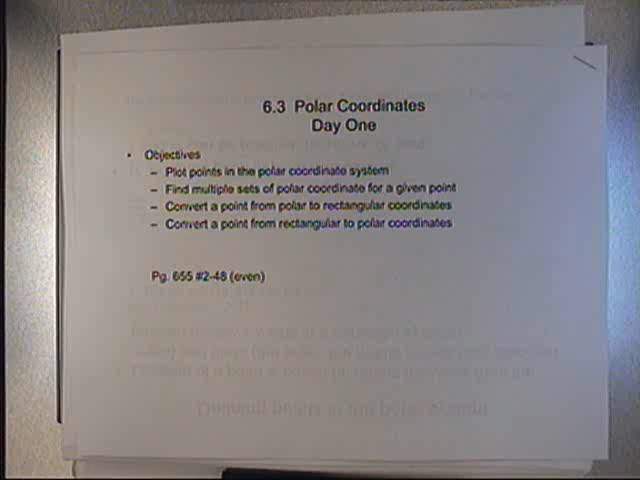 6.3 Polar Coordinates
Day One
• Objectives
– Plot points in the polar coordinate system
– Find multiple sets of polar coordinate for a given point
– Convert a point from polar to rectangular coordinates
– Convert a point from rectangular to polar coordinates
Pg. 655 #2-48 (even)